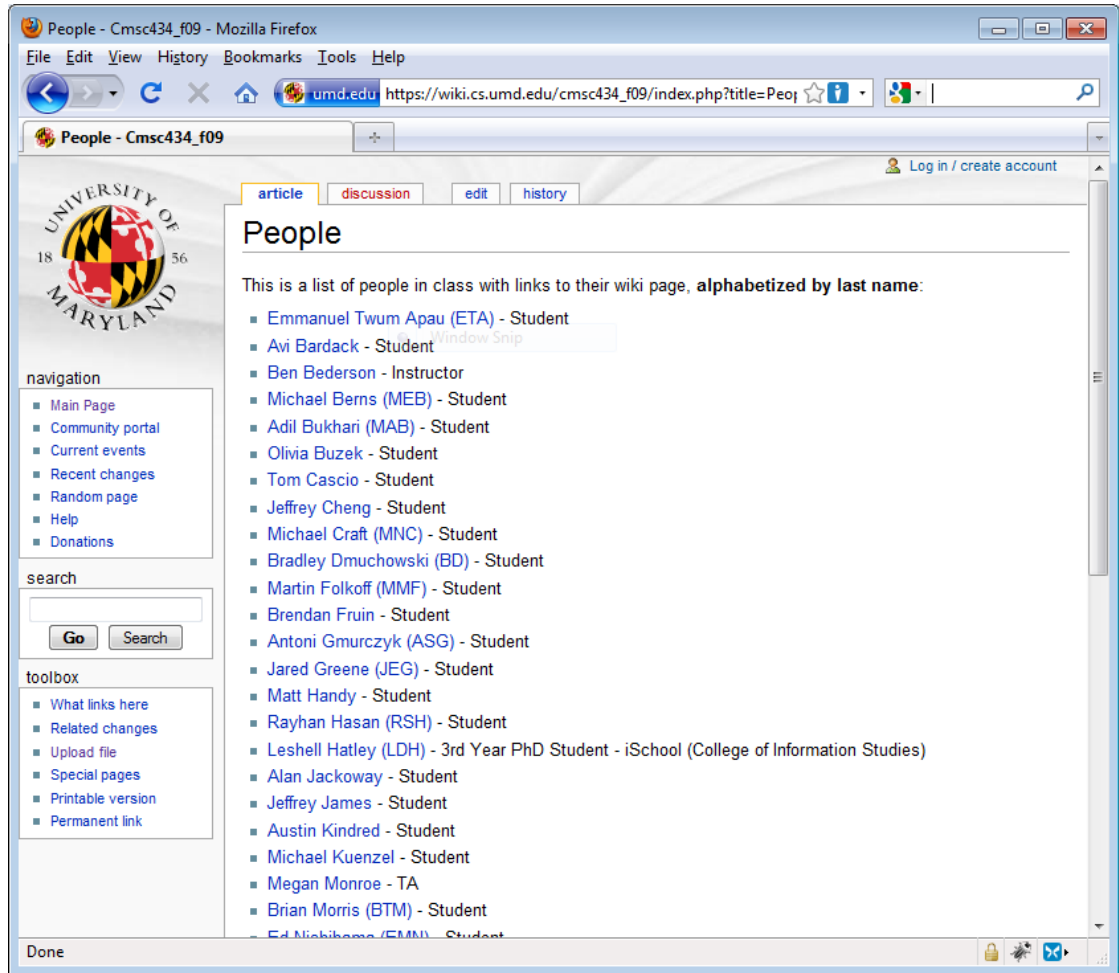 People - Cmsc434_f09 - Mozilla Firefox
File Edit View History Bookmarks Tools Help
umd.edu https://wiki.cs.umd.edu/cmsc434_f09/index.php?title=Peop
People - Cmsc434_f09
Log in / create account
UNIVERSITY OF
18 56
MARYLAND
article discussion edit history
People
This is a list of people in class with links to their wiki page, alphabetized by last name:
Emmanuel Twum Apau (ETA) - Student
Window Snip
Avi Bardack - Student
Ben Bederson - Instructor
Michael Berns (MEB) - Student
Adil Bukhari (MAB) - Student
Olivia Buzek - Student
Tom Cascio - Student
Jeffrey Cheng - Student
Michael Craft (MNC) - Student
Bradley Dmuchowski (BD) - Student
Martin Folkoff (MMF) - Student
Brendan Fruin - Student
Antoni Gmurczyk (ASG) - Student
Jared Greene (JEG) - Student
Matt Handy - Student
Rayhan Hasan (RSH) - Student
Leshell Hatley (LDH) - 3rd Year PhD Student - iSchool (College of Information Studies)
Alan Jackoway - Student
Jeffrey James - Student
Austin Kindred - Student
Michael Kuenzel - Student
Megan Monroe - TA
Brian Morris (BTM) - Student
Ed Nishihama (EMN) - Student
navigation
Main Page
Community portal
Current events
Recent changes
Random page
Help
Donations
search
Go Search
toolbox
What links here
Related changes
Upload file
Special pages
Printable version
Permanent link
Done